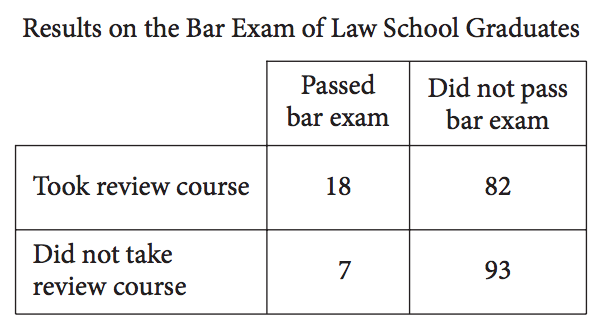 Results on the Bar Exam of Law School Graduates
Passed
bar exam
Did not pass
bar exam
Took review course
18
82
Did not take
review course
7
93